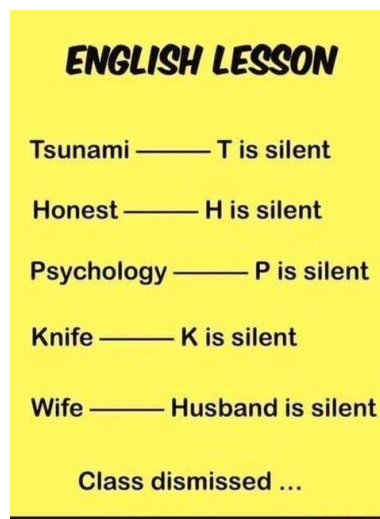 ENGLISH LESSON
Tsunami ——— T is silent
Honest ——— H is silent
Psychology ——— P is silent
Knife ——— K is silent
Wife ——— Husband is silent
Class dismissed ...